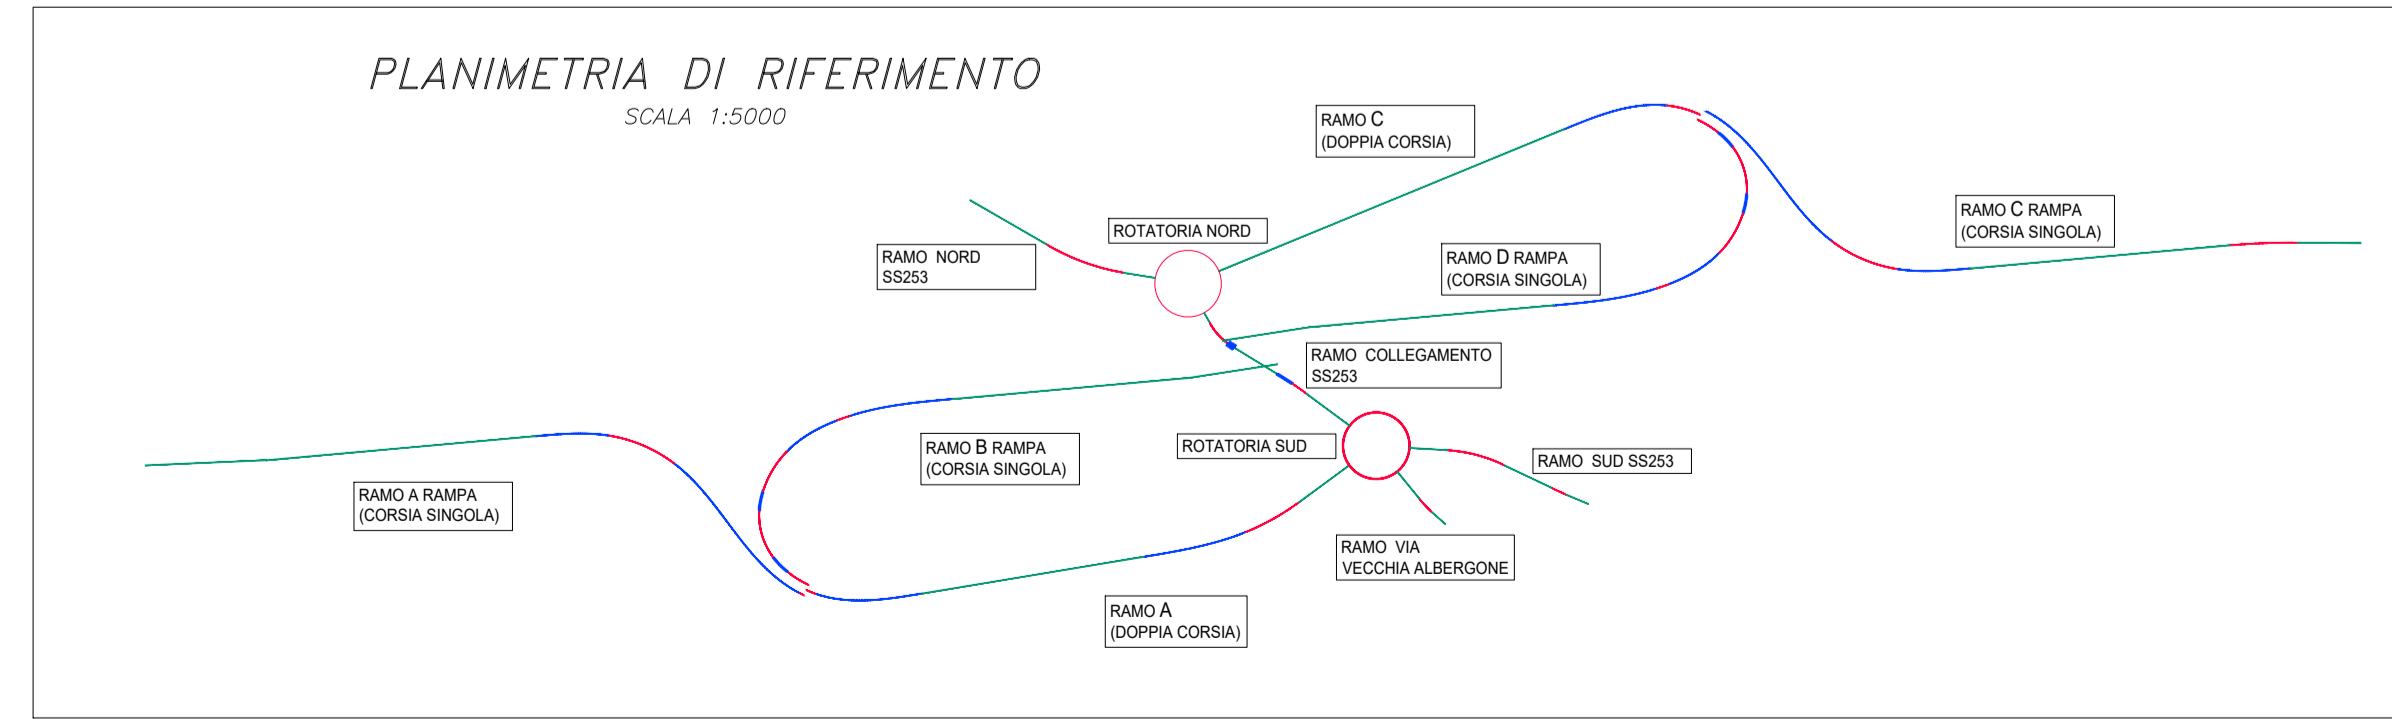 PLANIMETRIA DI RIFERIMENTO
SCALA 1:5000
RAMO C
(DOPPIA CORSIA)
RAMO C RAMPA
(CORSIA SINGOLA)
ROTATORIA NORD
RAMO NORD
SS253
RAMO D RAMPA
(CORSIA SINGOLA)
RAMO COLLEGAMENTO
SS253
RAMO B RAMPA
(CORSIA SINGOLA)
ROTATORIA SUD
RAMO SUD SS253
RAMO A RAMPA
(CORSIA SINGOLA)
RAMO VIA
VECCHIA ALBERGONE
RAMO A
(DOPPIA CORSIA)